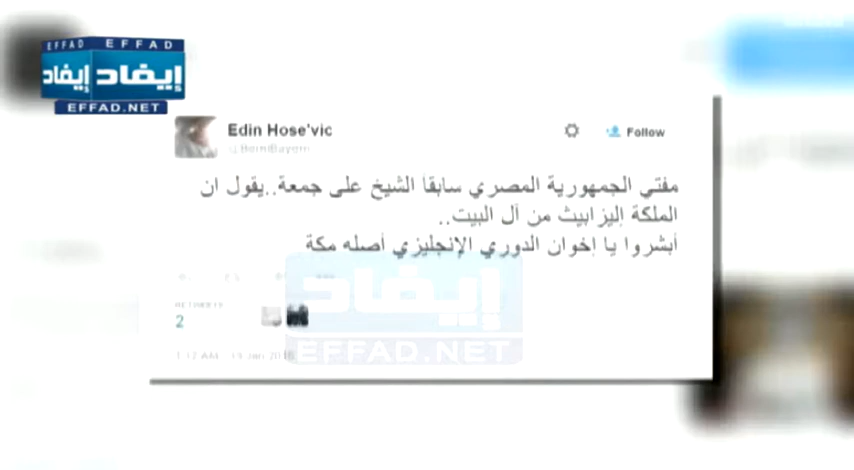 EFFAD EFFAD
إيفاد إيفاد
EFFAD.NET
Edin Hose'vic
Follow
مفتي الجمهورية المصري سابقاً الشيخ على جمعة..يقول ان
الملكة إليزابيث من آل البيت..
أبشروا يا إخوان الدوري الإنجليزي أصله مكة
إيفاد
EFFAD.NET
RETWEETS
2